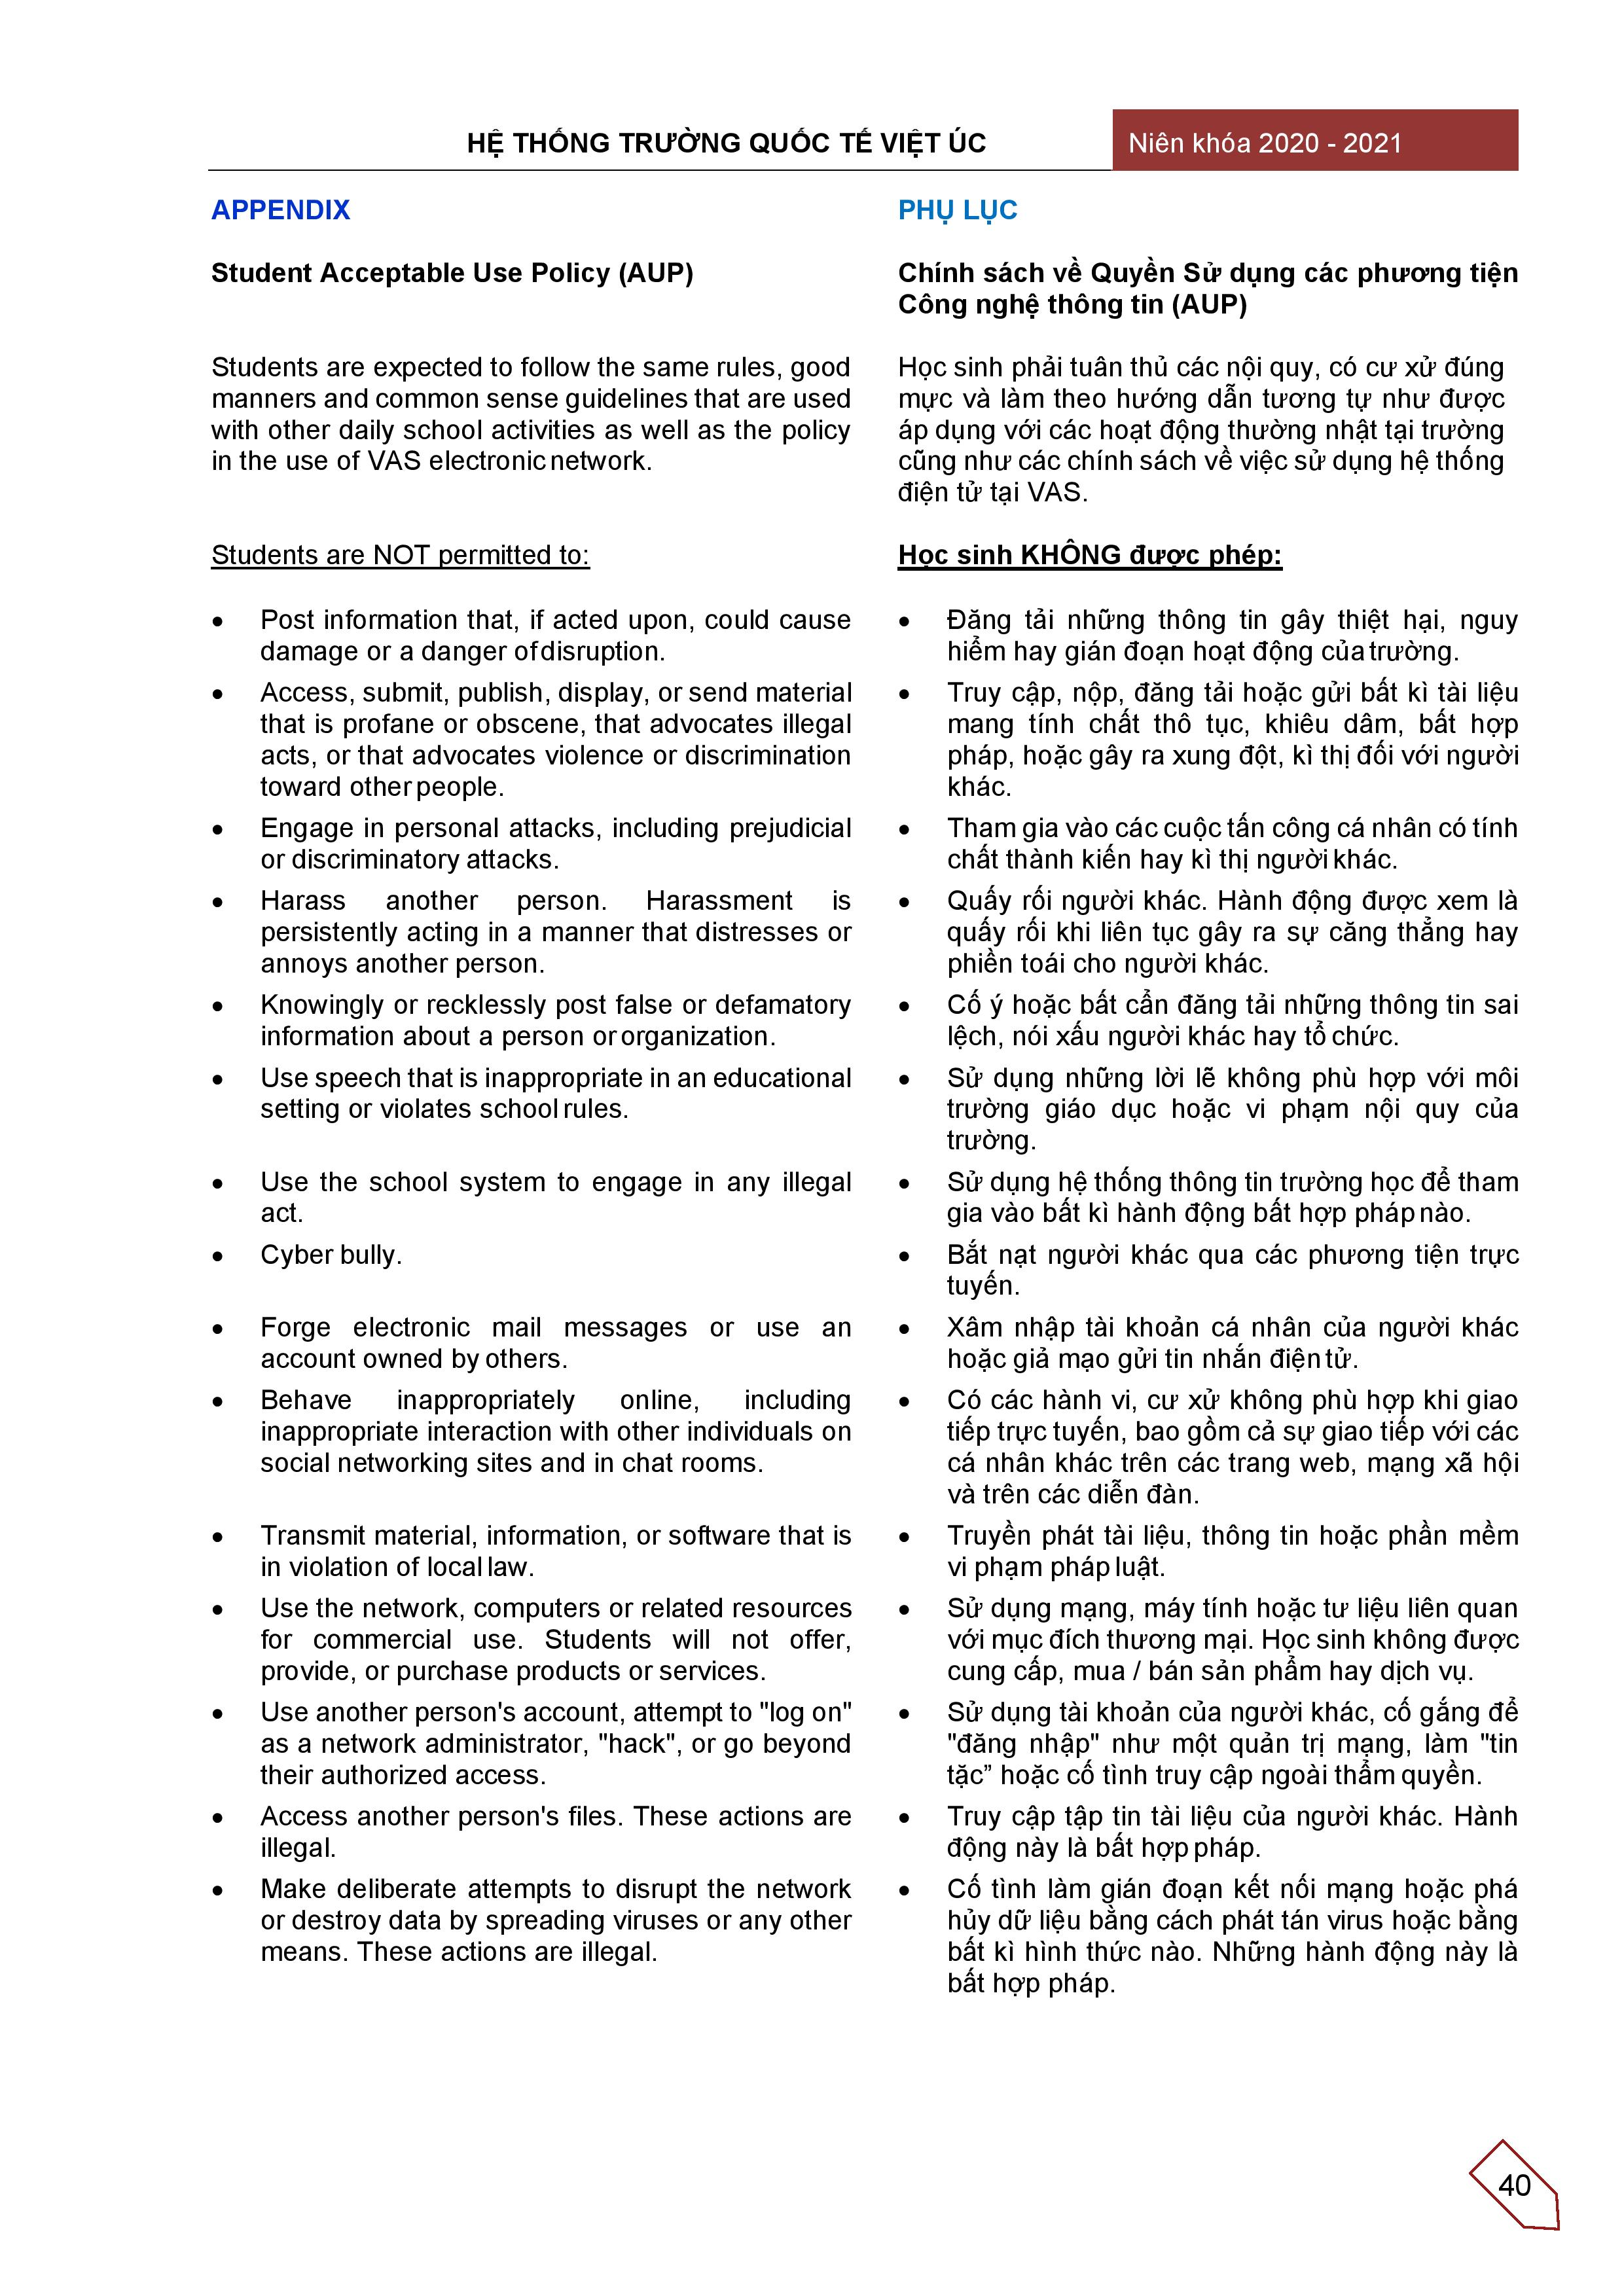 HỆ THỐNG TRƯỜNG QUỐC TẾ VIỆT ÚC
Niên khóa 2020 - 2021
APPENDIX
Student Acceptable Use Policy (AUP)
Students are expected to follow the same rules, good
manners and common sense guidelines that are used
with other daily school activities as well as the policy
in the use of VAS electronic network.
Students are NOT permitted to:
• Post information that, if acted upon, could cause
damage or a danger of disruption.
• Access, submit, publish, display, or send material
that is profane or obscene, that advocates illegal
acts, or that advocates violence or discrimination
toward other people.
• Engage in personal attacks, including prejudicial
or discriminatory attacks.
• Harass another person. Harassment is
persistently acting in a manner that distresses or
annoys another person.
• Knowingly or recklessly post false or defamatory
information about a person or organization.
• Use speech that is inappropriate in an educational
setting or violates school rules.
• Use the school system to engage in any illegal
act.
• Cyber bully.
• Forge electronic mail messages or use an
account owned by others.
• Behave inappropriately online, including
inappropriate interaction with other individuals on
social networking sites and in chat rooms.
• Transmit material, information, or software that is
in violation of local law.
• Use the network, computers or related resources
for commercial use. Students will not offer,
provide, or purchase products or services.
• Use another person's account, attempt to "log on"
as a network administrator, "hack", or go beyond
their authorized access.
• Access another person's files. These actions are
illegal.
• Make deliberate attempts to disrupt the network
or destroy data by spreading viruses or any other
means. These actions are illegal.
PHỤ LỤC
Chính sách về Quyền Sử dụng các phương tiện
Công nghệ thông tin (AUP)
Học sinh phải tuân thủ các nội quy, có cư xử đúng
mực và làm theo hướng dẫn tương tự như được
áp dụng với các hoạt động thường nhật tại trường
cũng như các chính sách về việc sử dụng hệ thống
điện tử tại VAS.
Học sinh KHÔNG được phép:
• Đăng tải những thông tin gây thiệt hại, nguy
hiểm hay gián đoạn hoạt động của trường.
• Truy cập, nộp, đăng tải hoặc gửi bất kì tài liệu
mang tính chất thô tục, khiêu dâm, bất hợp
pháp, hoặc gây ra xung đột, kì thị đối với người
khác.
• Tham gia vào các cuộc tấn công cá nhân có tính
chất thành kiến hay kì thị người khác.
• Quấy rối người khác. Hành động được xem là
quấy rối khi liên tục gây ra sự căng thẳng hay
phiền toái cho người khác.
• Cố ý hoặc bất cẩn đăng tải những thông tin sai
lệch, nói xấu người khác hay tổ chức.
• Sử dụng những lời lẽ không phù hợp với môi
trường giáo dục hoặc vi phạm nội quy của
trường.
• Sử dụng hệ thống thông tin trường học để tham
gia vào bất kì hành động bất hợp pháp nào.
• Bắt nạt người khác qua các phương tiện trực
tuyến.
• Xâm nhập tài khoản cá nhân của người khác
hoặc giả mạo gửi tin nhắn điện tử.
• Có các hành vi, cư xử không phù hợp khi giao
tiếp trực tuyến, bao gồm cả sự giao tiếp với các
cá nhân khác trên các trang web, mạng xã hội
và trên các diễn đàn.
• Truyền phát tài liệu, thông tin hoặc phần mềm
vi phạm pháp luật.
• Sử dụng mạng, máy tính hoặc tư liệu liên quan
với mục đích thương mại. Học sinh không được
cung cấp, mua / bán sản phẩm hay dịch vụ.
• Sử dụng tài khoản của người khác, cố gắng để
"đăng nhập" như một quản trị mạng, làm "tin
tặc” hoặc cố tình truy cập ngoài thẩm quyền.
• Truy cập tập tin tài liệu của người khác. Hành
động này là bất hợp pháp.
• Cố tình làm gián đoạn kết nối mạng hoặc phá
hủy dữ liệu bằng cách phát tán virus hoặc bằng
bất kì hình thức nào. Những hành động này là
bất hợp pháp.
40